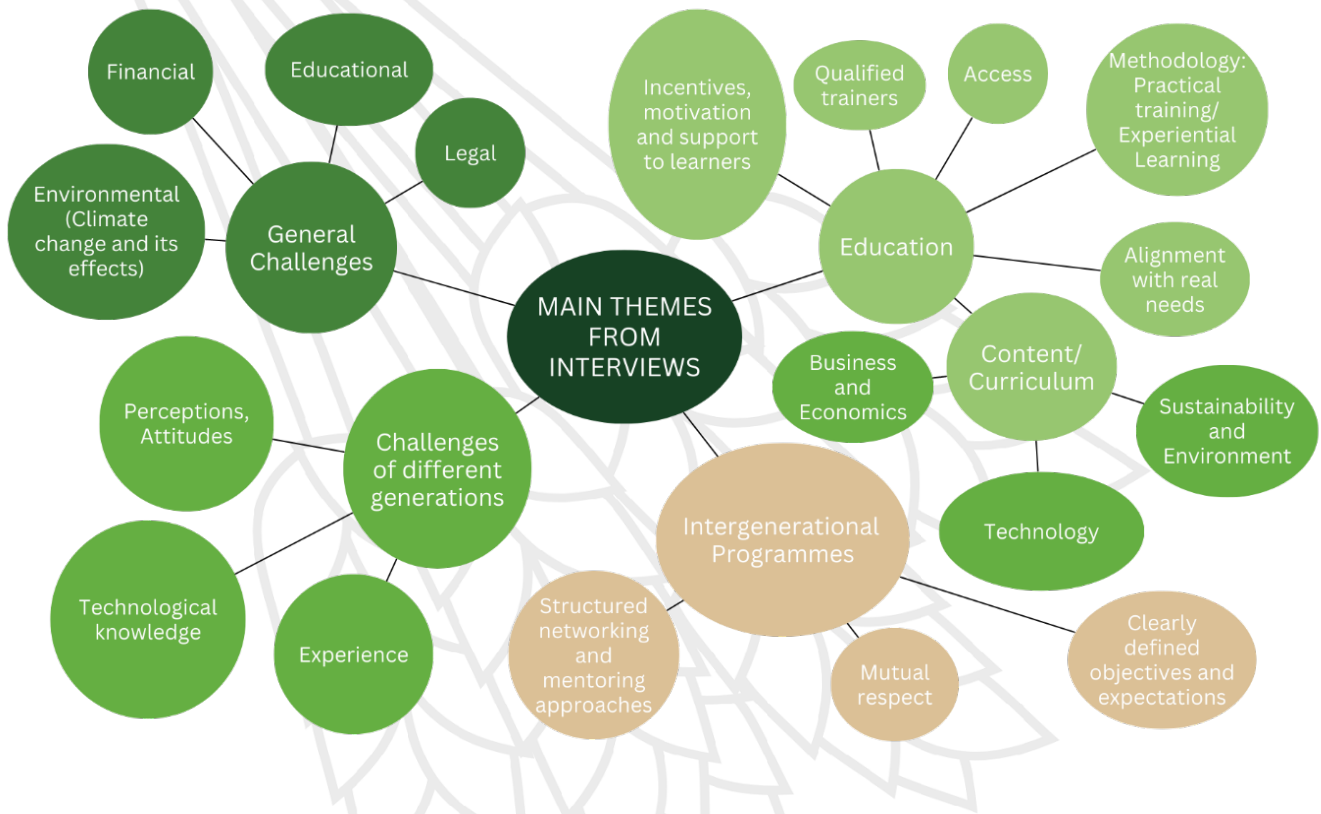 Financial
Educational
Legal
Environmental
(Climate
change and its
effects)
General
Challenges
Incentives,
motivation
and support
to learners
Qualified
trainers
Access
Methodology:
Practical
training/
Experiential
Learning
Education
Alignment
with real
needs
MAIN THEMES
FROM
INTERVIEWS
Content/
Curriculum
Business
and
Economics
Sustainability
and
Environment
Technology
Perceptions,
Attitudes
Challenges
of different
generations
Technological
knowledge
Experience
Intergenerational
Programmes
Structured
networking
and
mentoring
approaches
Mutual
respect
Clearly
defined
objectives and
expectations